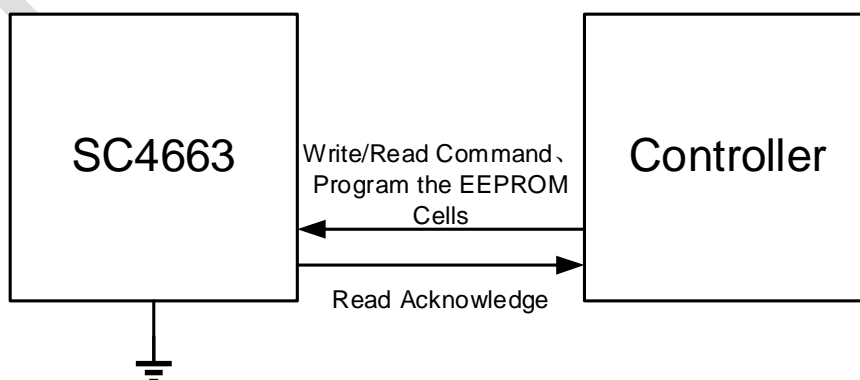 SC4663
Write/Read Command、
Program the EEPROM
Cells
Read Acknowledge
Controller